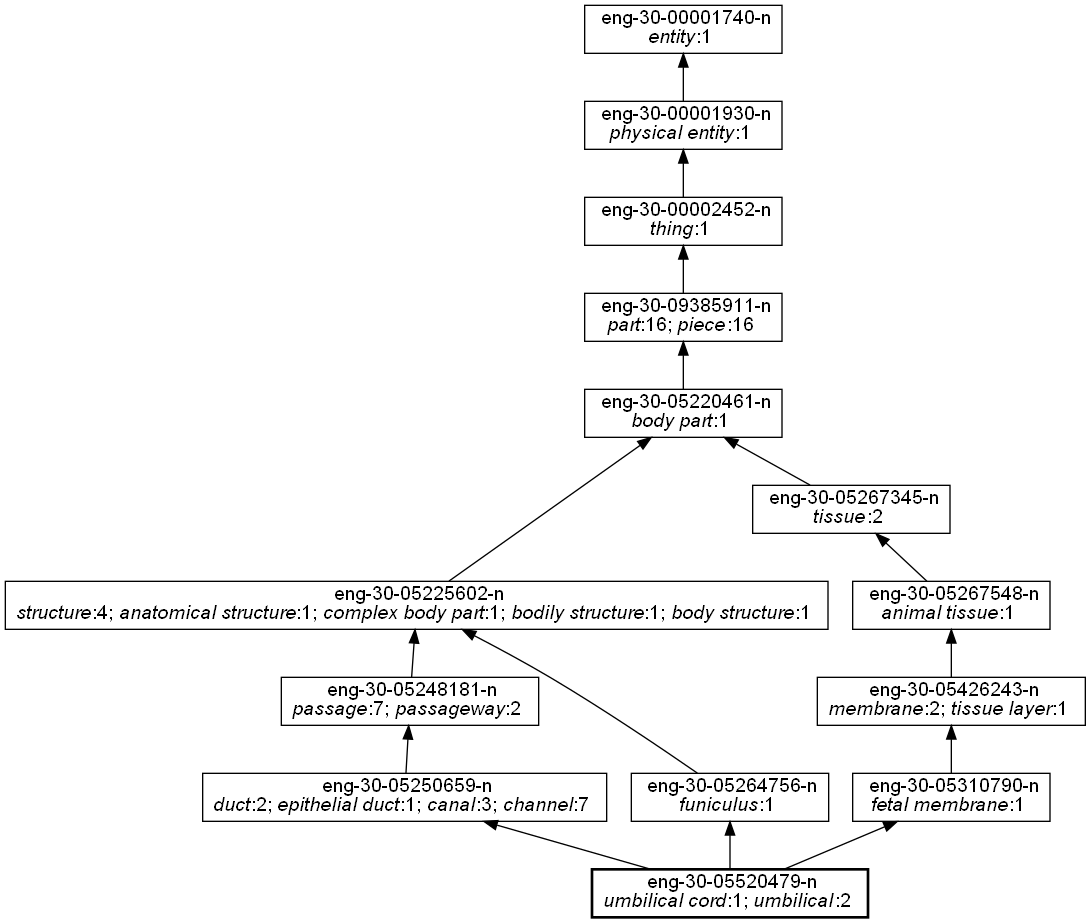 eng-30-00001740-n
entity:1
eng-30-00001930-n
physical entity:1
eng-30-00002452-n
thing:1
eng-30-09385911-n
part:16; piece:16
eng-30-05220461-n
body part:1
eng-30-05267345-n
tissue:2
eng-30-05225602-n
structure:4; anatomical structure:1; complex body part:1; bodily structure:1; body structure:1
eng-30-05267548-n
animal tissue:1
eng-30-05248181-n
passage:7; passageway:2
eng-30-05426243-n
membrane:2; tissue layer:1
eng-30-05250659-n
duct:2; epithelial duct:1; canal:3; channel:7
eng-30-05264756-n
funiculus:1
eng-30-05310790-n
fetal membrane:1
eng-30-05520479-n
umbilical cord:1; umbilical:2